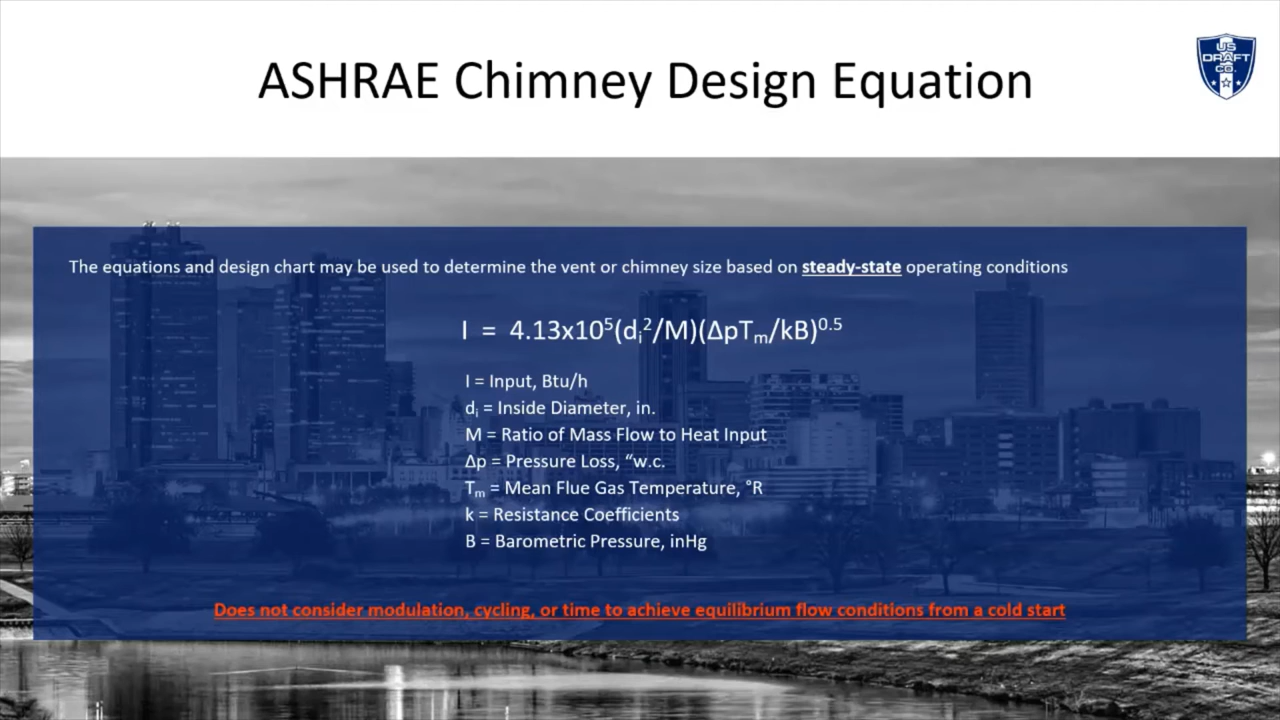 ASHRAE Chimney Design Equation
US
DRAFT
CO.
The equations and design chart may be used to determine the vent or chimney size based on steady-state operating conditions
I = 4.13x10⁵(dᵢ²/M)(ΔpTₘ/kB)⁰·⁵
I = Input, Btu/h
dᵢ = Inside Diameter, in.
M = Ratio of Mass Flow to Heat Input
Δp = Pressure Loss, “w.c.
Tₘ = Mean Flue Gas Temperature, °R
k = Resistance Coefficients
B = Barometric Pressure, inHg
Does not consider modulation, cycling, or time to achieve equilibrium flow conditions from a cold start